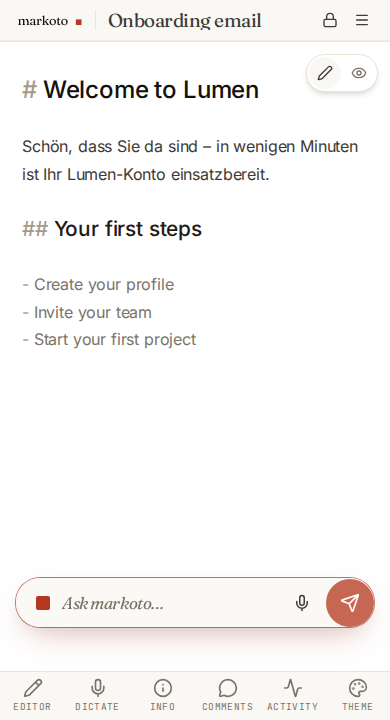 markoto
Onboarding email
# Welcome to Lumen
Schön, dass Sie da sind – in wenigen Minuten
ist Ihr Lumen-Konto einsatzbereit.
## Your first steps
- Create your profile
- Invite your team
- Start your first project
Ask markoto...
EDITOR
DICTATE
INFO
COMMENTS
ACTIVITY
THEME